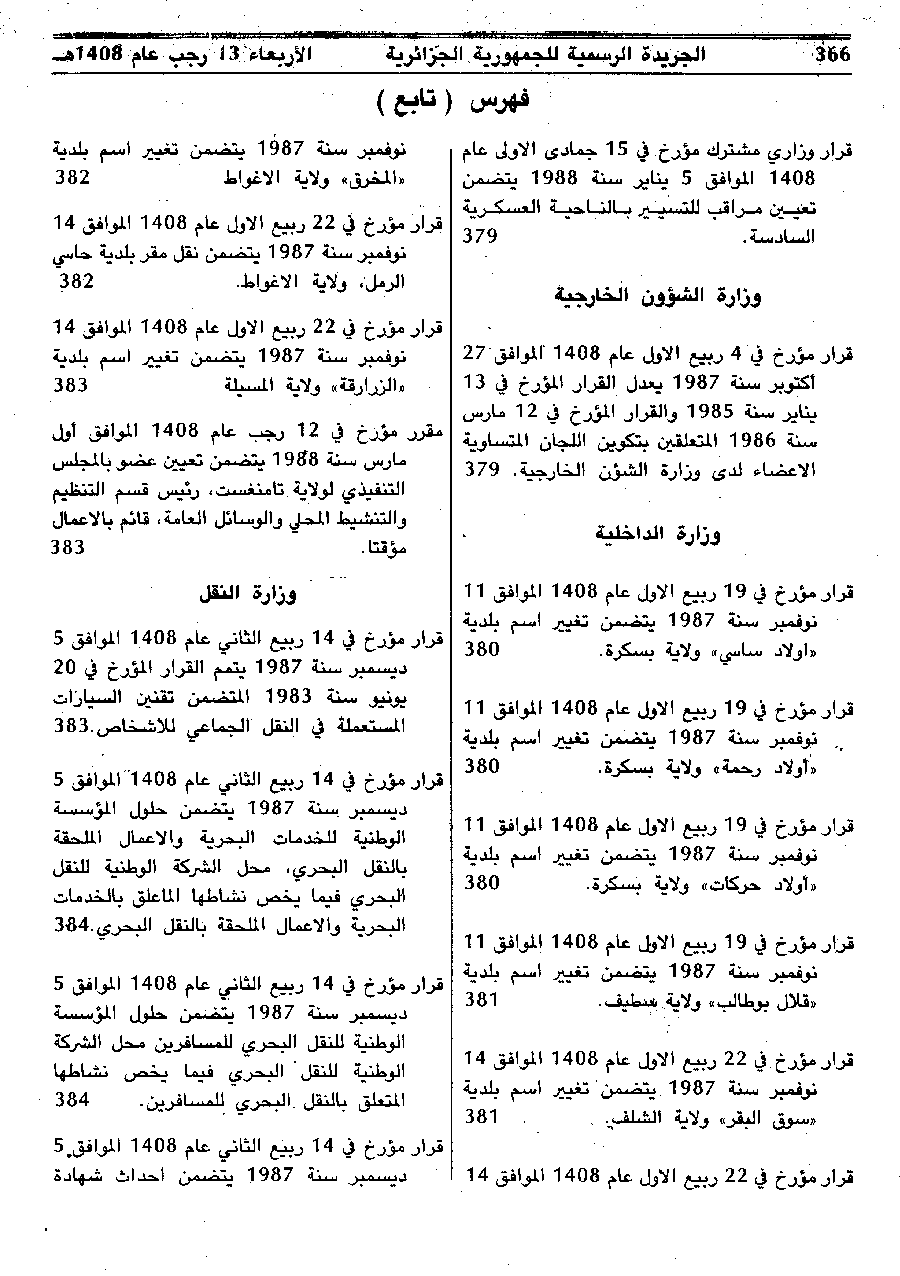 366 الجريدة الرسمية للجمهورية الجزائرية الأربعاء 13 رجب عام 1408هـ
فهرس ( تابع )
قرار وزاري مشترك مؤرخ في 15 جمادى الاولى عام
1408 الموافق 5 يناير سنة 1988 يتضمن
تعيين مراقب للتسيير بالناحية العسكرية
السادسة. 379
وزارة الشؤون الخارجية
قرار مؤرخ في 4 ربيع الاول عام 1408 الموافق 27
أكتوبر سنة 1987 يعدل القرار المؤرخ في 13
يناير سنة 1985 والقرار المؤرخ في 12 مارس
سنة 1986 المتعلقين بتكوين اللجان المتساوية
الاعضاء لدى وزارة الشؤن الخارجية. 379
وزارة الداخلية
قرار مؤرخ في 19 ربيع الاول عام 1408 الموافق 11
نوفمبر سنة 1987 يتضمن تغيير اسم بلدية
«اولاد ساسي» ولاية بسكرة. 380
قرار مؤرخ في 19 ربيع الاول عام 1408 الموافق 11
نوفمبر سنة 1987 يتضمن تغيير اسم بلدية
«أولاد رحمة» ولاية بسكرة. 380
قرار مؤرخ في 19 ربيع الاول عام 1408 الموافق 11
نوفمبر سنة 1987 يتضمن تغيير اسم بلدية
«أولاد حركات» ولاية بسكرة. 380
قرار مؤرخ في 19 ربيع الاول عام 1408 الموافق 11
نوفمبر سنة 1987 يتضمن تغيير اسم بلدية
«قلال بوطالب» ولاية سطيف. 381
قرار مؤرخ في 22 ربيع الاول عام 1408 الموافق 14
نوفمبر سنة 1987 يتضمن تغيير اسم بلدية
«سوق البقر» ولاية الشلف. 381
قرار مؤرخ في 22 ربيع الاول عام 1408 الموافق 14
نوفمبر سنة 1987 يتضمن تغيير اسم بلدية
«المخرق» ولاية الاغواط 382
قرار مؤرخ في 22 ربيع الاول عام 1408 الموافق 14
نوفمبر سنة 1987 يتضمن نقل مقر بلدية حاسي
الرمل، ولاية الاغواط. 382
قرار مؤرخ في 22 ربيع الاول عام 1408 الموافق 14
نوفمبر سنة 1987 يتضمن تغيير اسم بلدية
«الزرارقة» ولاية المسيلة 383
مقرر مؤرخ في 12 رجب عام 1408 الموافق أول
مارس سنة 1988 يتضمن تعيين عضو بالمجلس
التنفيذي لولاية تامنغست، رئيس قسم التنظيم
والتنشيط المحلي والوسائل العامة، قائم بالاعمال
مؤقتا. 383
وزارة النقل
قرار مؤرخ في 14 ربيع الثاني عام 1408 الموافق 5
ديسمبر سنة 1987 يتمم القرار المؤرخ في 20
يونيو سنة 1983 المتضمن تقنين السيارات
المستعملة في النقل الجماعي للاشخاص. 383
قرار مؤرخ في 14 ربيع الثاني عام 1408 الموافق 5
ديسمبر سنة 1987 يتضمن حلول المؤسسة
الوطنية للخدمات البحرية والاعمال الملحقة
بالنقل البحري، محل الشركة الوطنية للنقل
البحري فيما يخص نشاطها الماعلق بالخدمات
البحرية والاعمال الملحقة بالنقل البحري. 384
قرار مؤرخ في 14 ربيع الثاني عام 1408 الموافق 5
ديسمبر سنة 1987 يتضمن حلول المؤسسة
الوطنية للنقل البحري للمسافرين محل الشركة
الوطنية للنقل البحري فيما يخص نشاطها
المتعلق بالنقل البحري للمسافرين. 384
قرار مؤرخ في 14 ربيع الثاني عام 1408 الموافق 5
ديسمبر سنة 1987 يتضمن احداث شهادة